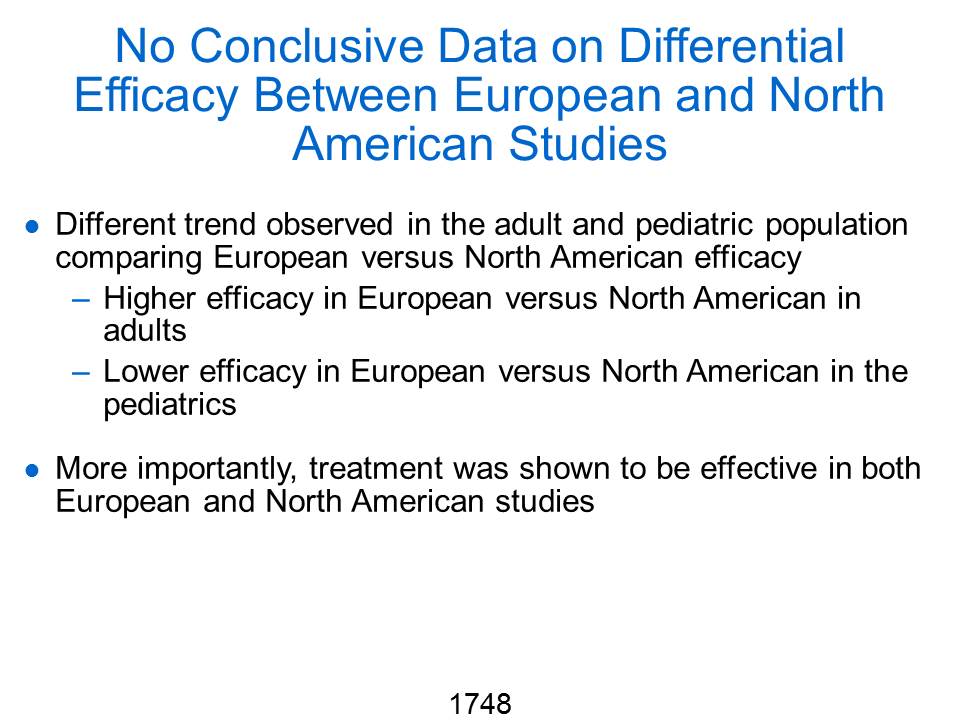 No Conclusive Data on Differential
Efficacy Between European and North
American Studies
● Different trend observed in the adult and pediatric population
comparing European versus North American efficacy
– Higher efficacy in European versus North American in
adults
– Lower efficacy in European versus North American in the
pediatrics
● More importantly, treatment was shown to be effective in both
European and North American studies
1748